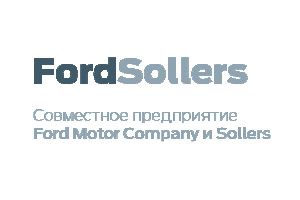 FordSollers
Совместное предприятие
Ford Motor Company и Sollers